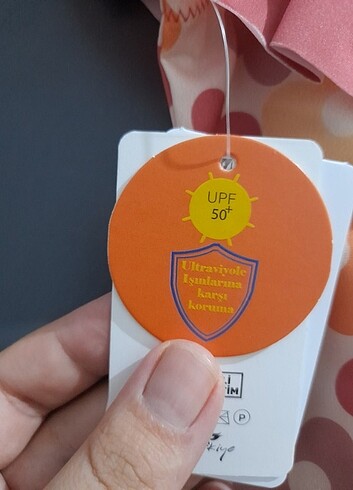 UPF
50+
Ultraviyole
Işınlarına
karşı
koruma
P